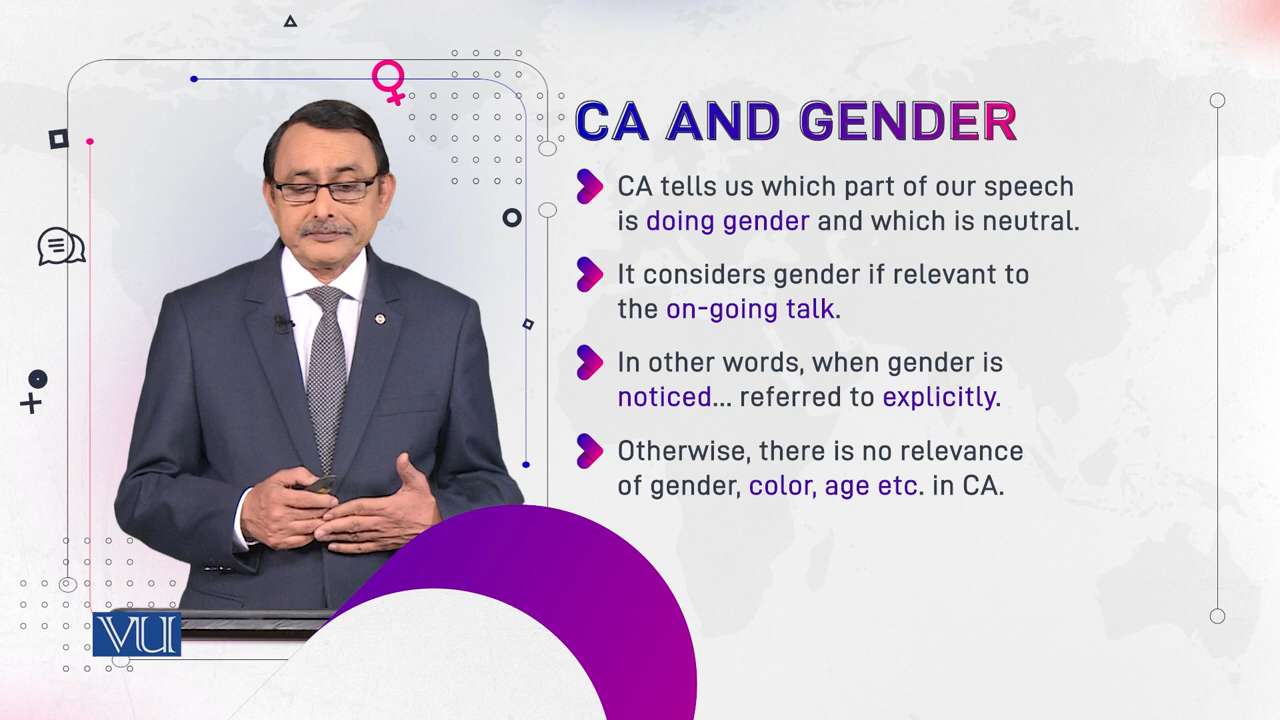 CA AND GENDER
CA tells us which part of our speech
is doing gender and which is neutral.
It considers gender if relevant to
the on-going talk.
In other words, when gender is
noticed... referred to explicitly.
Otherwise, there is no relevance
of gender, color, age etc. in CA.
VU